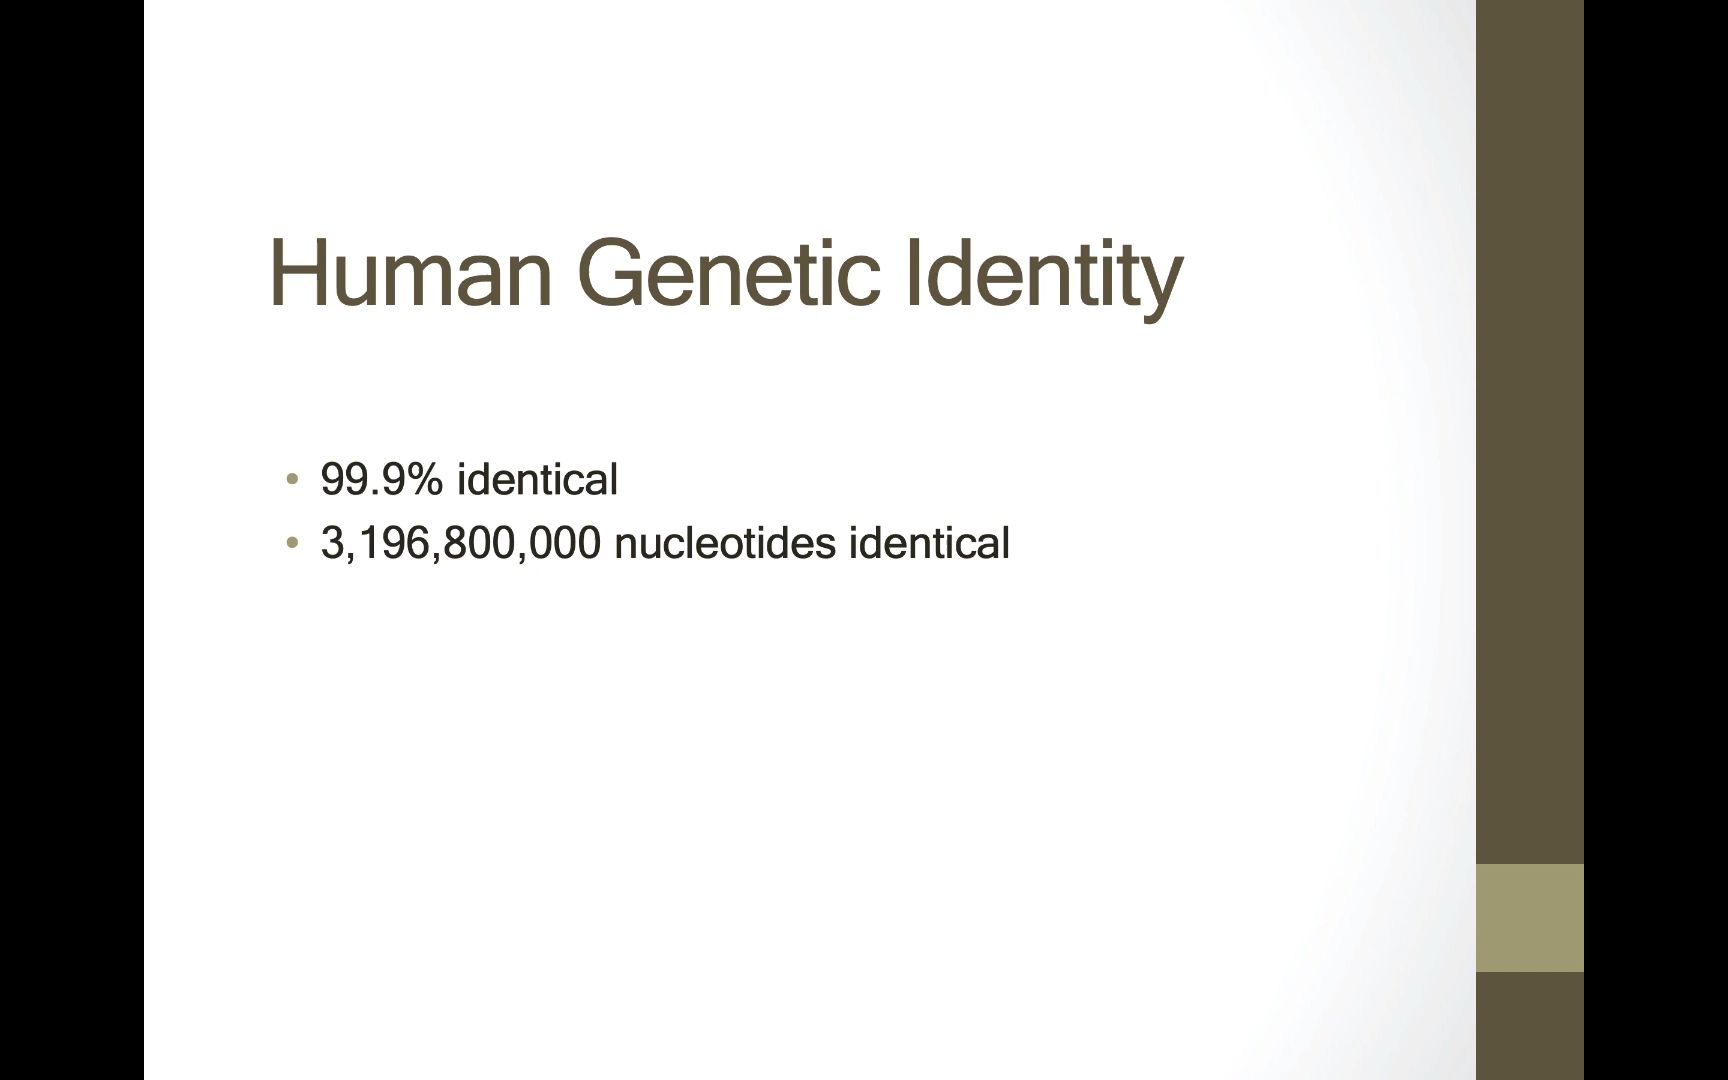 Human Genetic Identity
• 99.9% identical
• 3,196,800,000 nucleotides identical